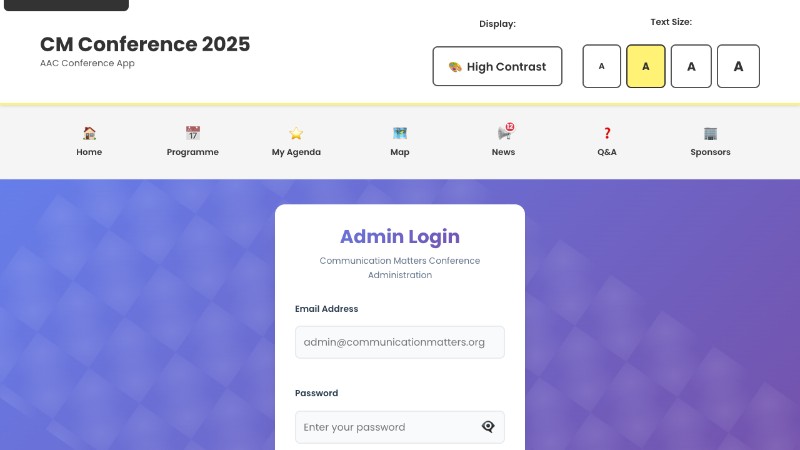 CM Conference 2025
AAC Conference App
Display:
High Contrast
Text Size:
A A A A
Home
Programme
My Agenda
Map
12
News
Q&A
Sponsors
Admin Login
Communication Matters Conference
Administration
Email Address
admin@communicationmatters.org
Password
Enter your password